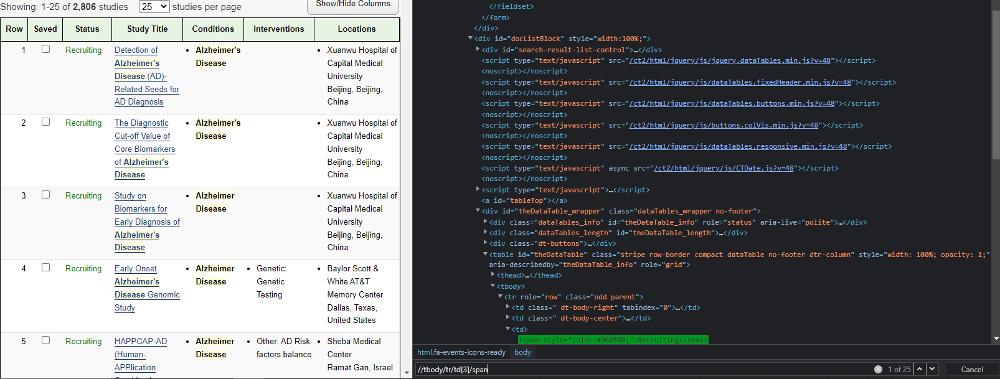 Showing: 1-25 of 2,806 studies 25 studies per page Show/Hide Columns
Row Saved Status Study Title Conditions Interventions Locations
1 Recruiting Detection of
Alzheimer's
Disease (AD)-
Related Seeds for
AD Diagnosis
• Alzheimer's
Disease
• Xuanwu Hospital of
Capital Medical
University
Beijing, Beijing,
China
2 Recruiting The Diagnostic
Cut-off Value of
Core Biomarkers
of Alzheimer's
Disease
• Alzheimer's
Disease
• Xuanwu Hospital of
Capital Medical
University
Beijing, Beijing,
China
3 Recruiting Study on
Biomarkers for
Early Diagnosis of
Alzheimer's
Disease
• Alzheimer
Disease
• Xuanwu Hospital of
Capital Medical
University
Beijing, Beijing,
China
4 Recruiting Early Onset
Alzheimer's
Disease Genomic
Study
• Alzheimer
Disease
• Genetic:
Genetic
Testing
• Baylor Scott &
White AT&T
Memory Center
Dallas, Texas,
United States
5 Recruiting HAPPCAP-AD
(Human-
APPlication
• Alzheimer
Disease
• Other: AD Risk
factors balance
• Sheba Medical
Center
Ramat Gan, Israel
</fieldset>
</form>
</div>
<div id="docListBlock" style="width:100%;">
<div id="search-result-list-control">…</div>
<script type="text/javascript" src="/ct2/html/jquery/js/jquery.dataTables.min.js?v=48"></script>
<noscript></noscript>
<script type="text/javascript" src="/ct2/html/jquery/js/dataTables.fixedHeader.min.js?v=48"></script>
<noscript></noscript>
<script type="text/javascript" src="/ct2/html/jquery/js/dataTables.buttons.min.js?v=48"></script>
<noscript></noscript>
<script type="text/javascript" src="/ct2/html/jquery/js/buttons.colVis.min.js?v=48"></script>
<noscript></noscript>
<script type="text/javascript" src="/ct2/html/jquery/js/dataTables.responsive.min.js?v=48"></script>
<noscript></noscript>
<script type="text/javascript" async src="/ct2/html/jquery/js/CTDate.js?v=48"></script>
<noscript></noscript>
<script type="text/javascript">…</script>
<a id="tableTop"></a>
<div id="theDataTable_wrapper" class="dataTables_wrapper no-footer">
<div class="dataTables_info" id="theDataTable_info" role="status" aria-live="polite">…</div>
<div class="dataTables_length" id="theDataTable_length">…</div>
<div class="dt-buttons">…</div>
<table id="theDataTable" class="stripe row-border compact dataTable no-footer dtr-column" style="width: 100%; opacity: 1;"
aria-describedby="theDataTable_info" role="grid">
<thead>…</thead>
<tbody>
<tr role="row" class="odd parent">
<td class=" dt-body-right" tabindex="0">…</td>
<td class=" dt-body-center">…</td>
<td>
<span style="color:#008500;">Recruiting</span>
html.fa-events-icons-ready body
//tbody/tr/td[3]/span 1 of 25 Cancel